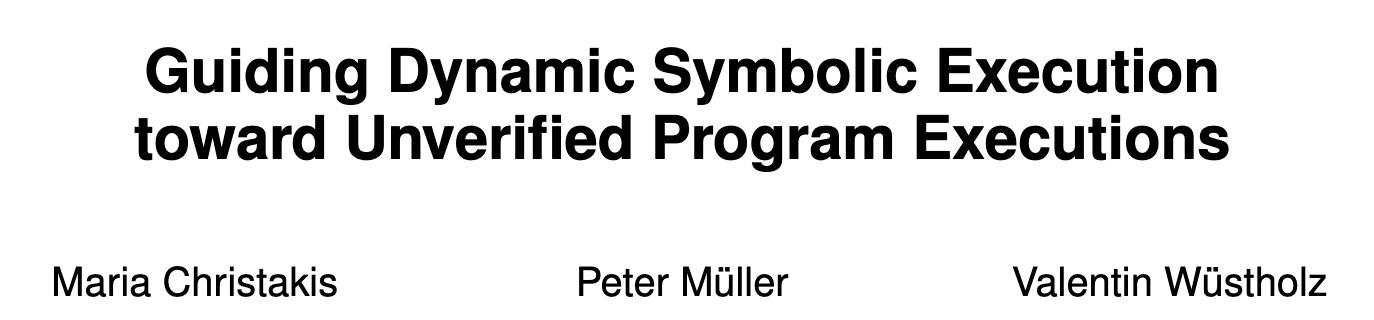 Guiding Dynamic Symbolic Execution
toward Unverified Program Executions
Maria Christakis Peter Müller Valentin Wüstholz